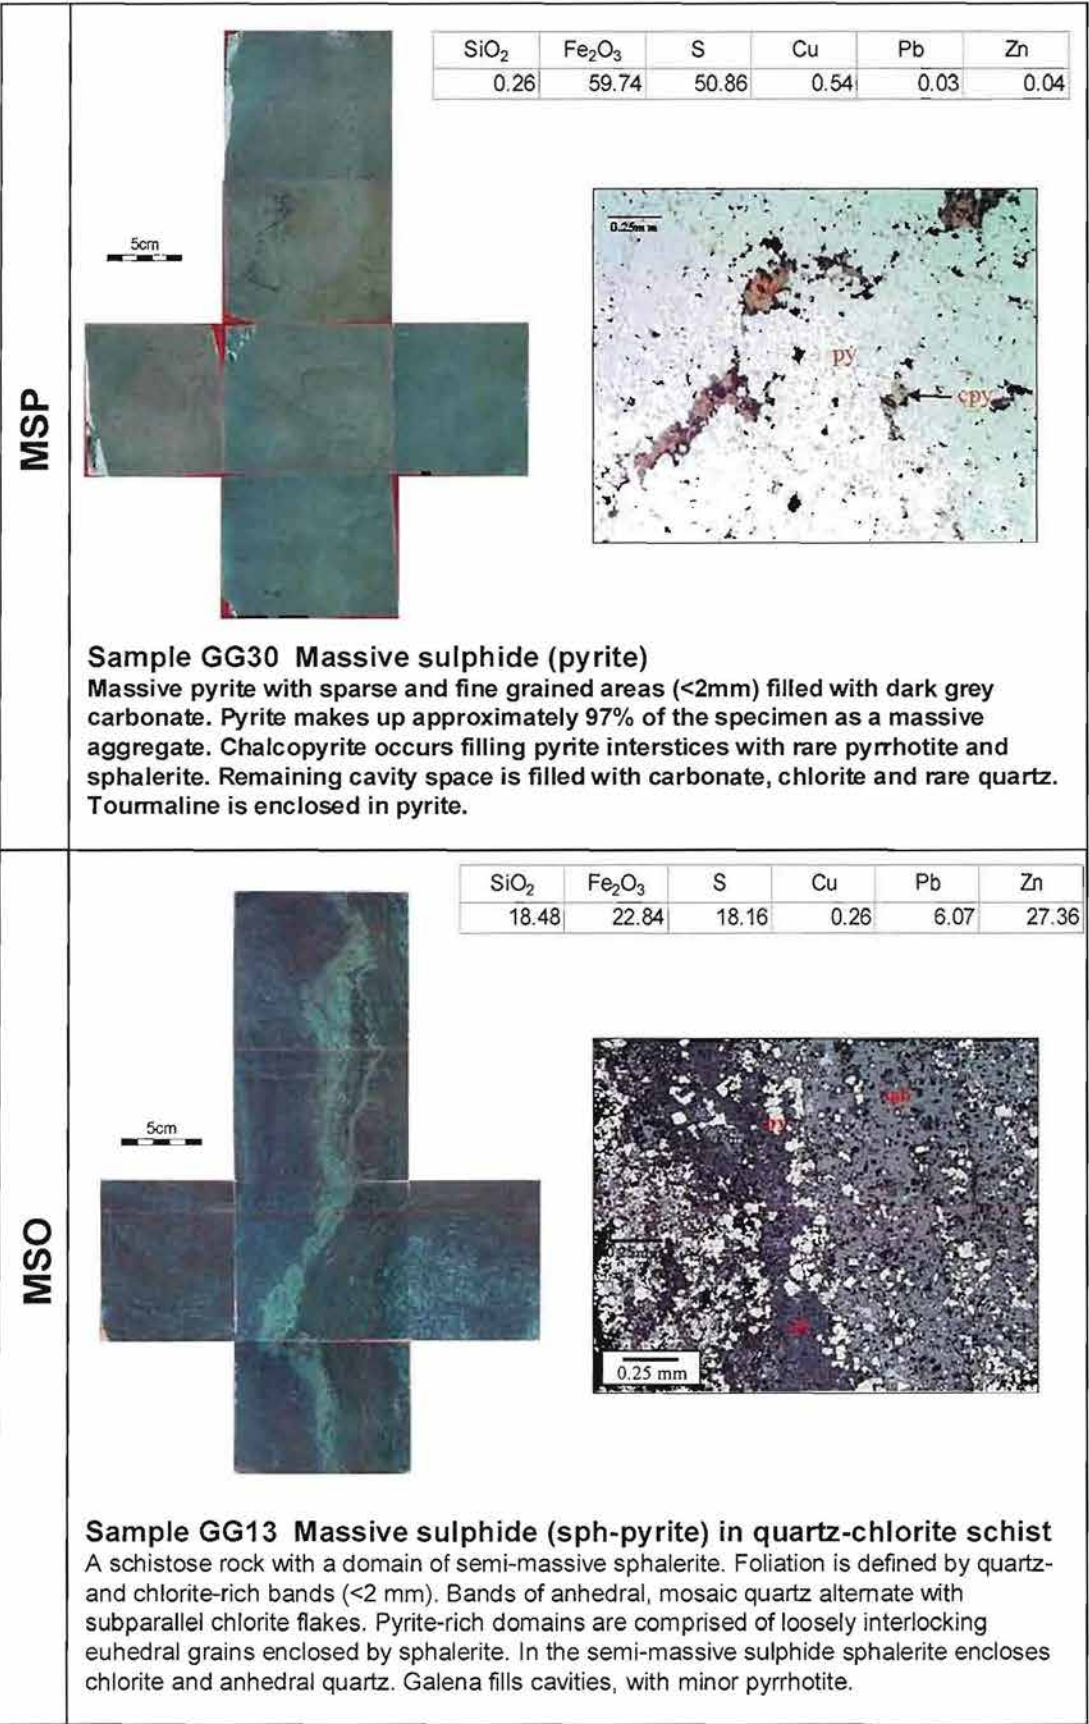 MSP
SiO₂ Fe₂O₃ S Cu Pb Zn
0.26 59.74 50.86 0.54 0.03 0.04
5cm
0.25mm
py
cpy
Sample GG30 Massive sulphide (pyrite)
Massive pyrite with sparse and fine grained areas (<2mm) filled with dark grey
carbonate. Pyrite makes up approximately 97% of the specimen as a massive
aggregate. Chalcopyrite occurs filling pyrite interstices with rare pyrrhotite and
sphalerite. Remaining cavity space is filled with carbonate, chlorite and rare quartz.
Tourmaline is enclosed in pyrite.
MSO
SiO₂ Fe₂O₃ S Cu Pb Zn
18.48 22.84 18.16 0.26 6.07 27.36
5cm
sph
py
0.25mm
0.25 mm
Sample GG13 Massive sulphide (sph-pyrite) in quartz-chlorite schist
A schistose rock with a domain of semi-massive sphalerite. Foliation is defined by quartz-
and chlorite-rich bands (<2 mm). Bands of anhedral, mosaic quartz alternate with
subparallel chlorite flakes. Pyrite-rich domains are comprised of loosely interlocking
euhedral grains enclosed by sphalerite. In the semi-massive sulphide sphalerite encloses
chlorite and anhedral quartz. Galena fills cavities, with minor pyrrhotite.